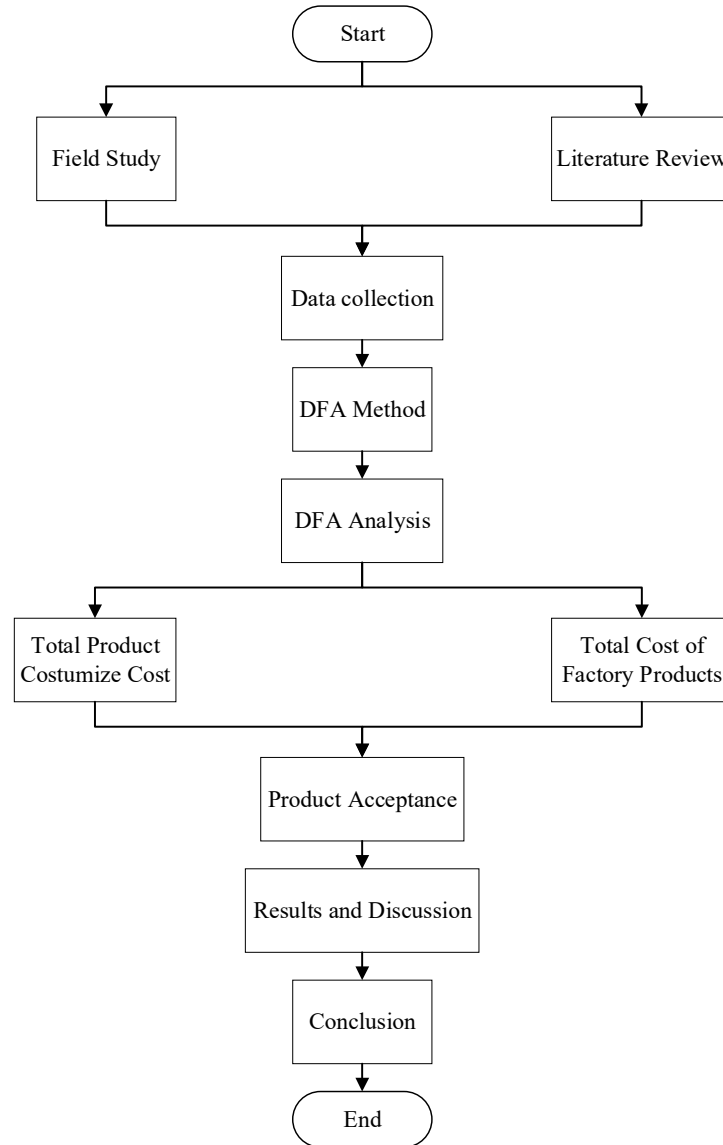 Start
Field Study
Literature Review
Data collection
DFA Method
DFA Analysis
Total Product
Costumize Cost
Total Cost of
Factory Products
Product Acceptance
Results and Discussion
Conclusion
End